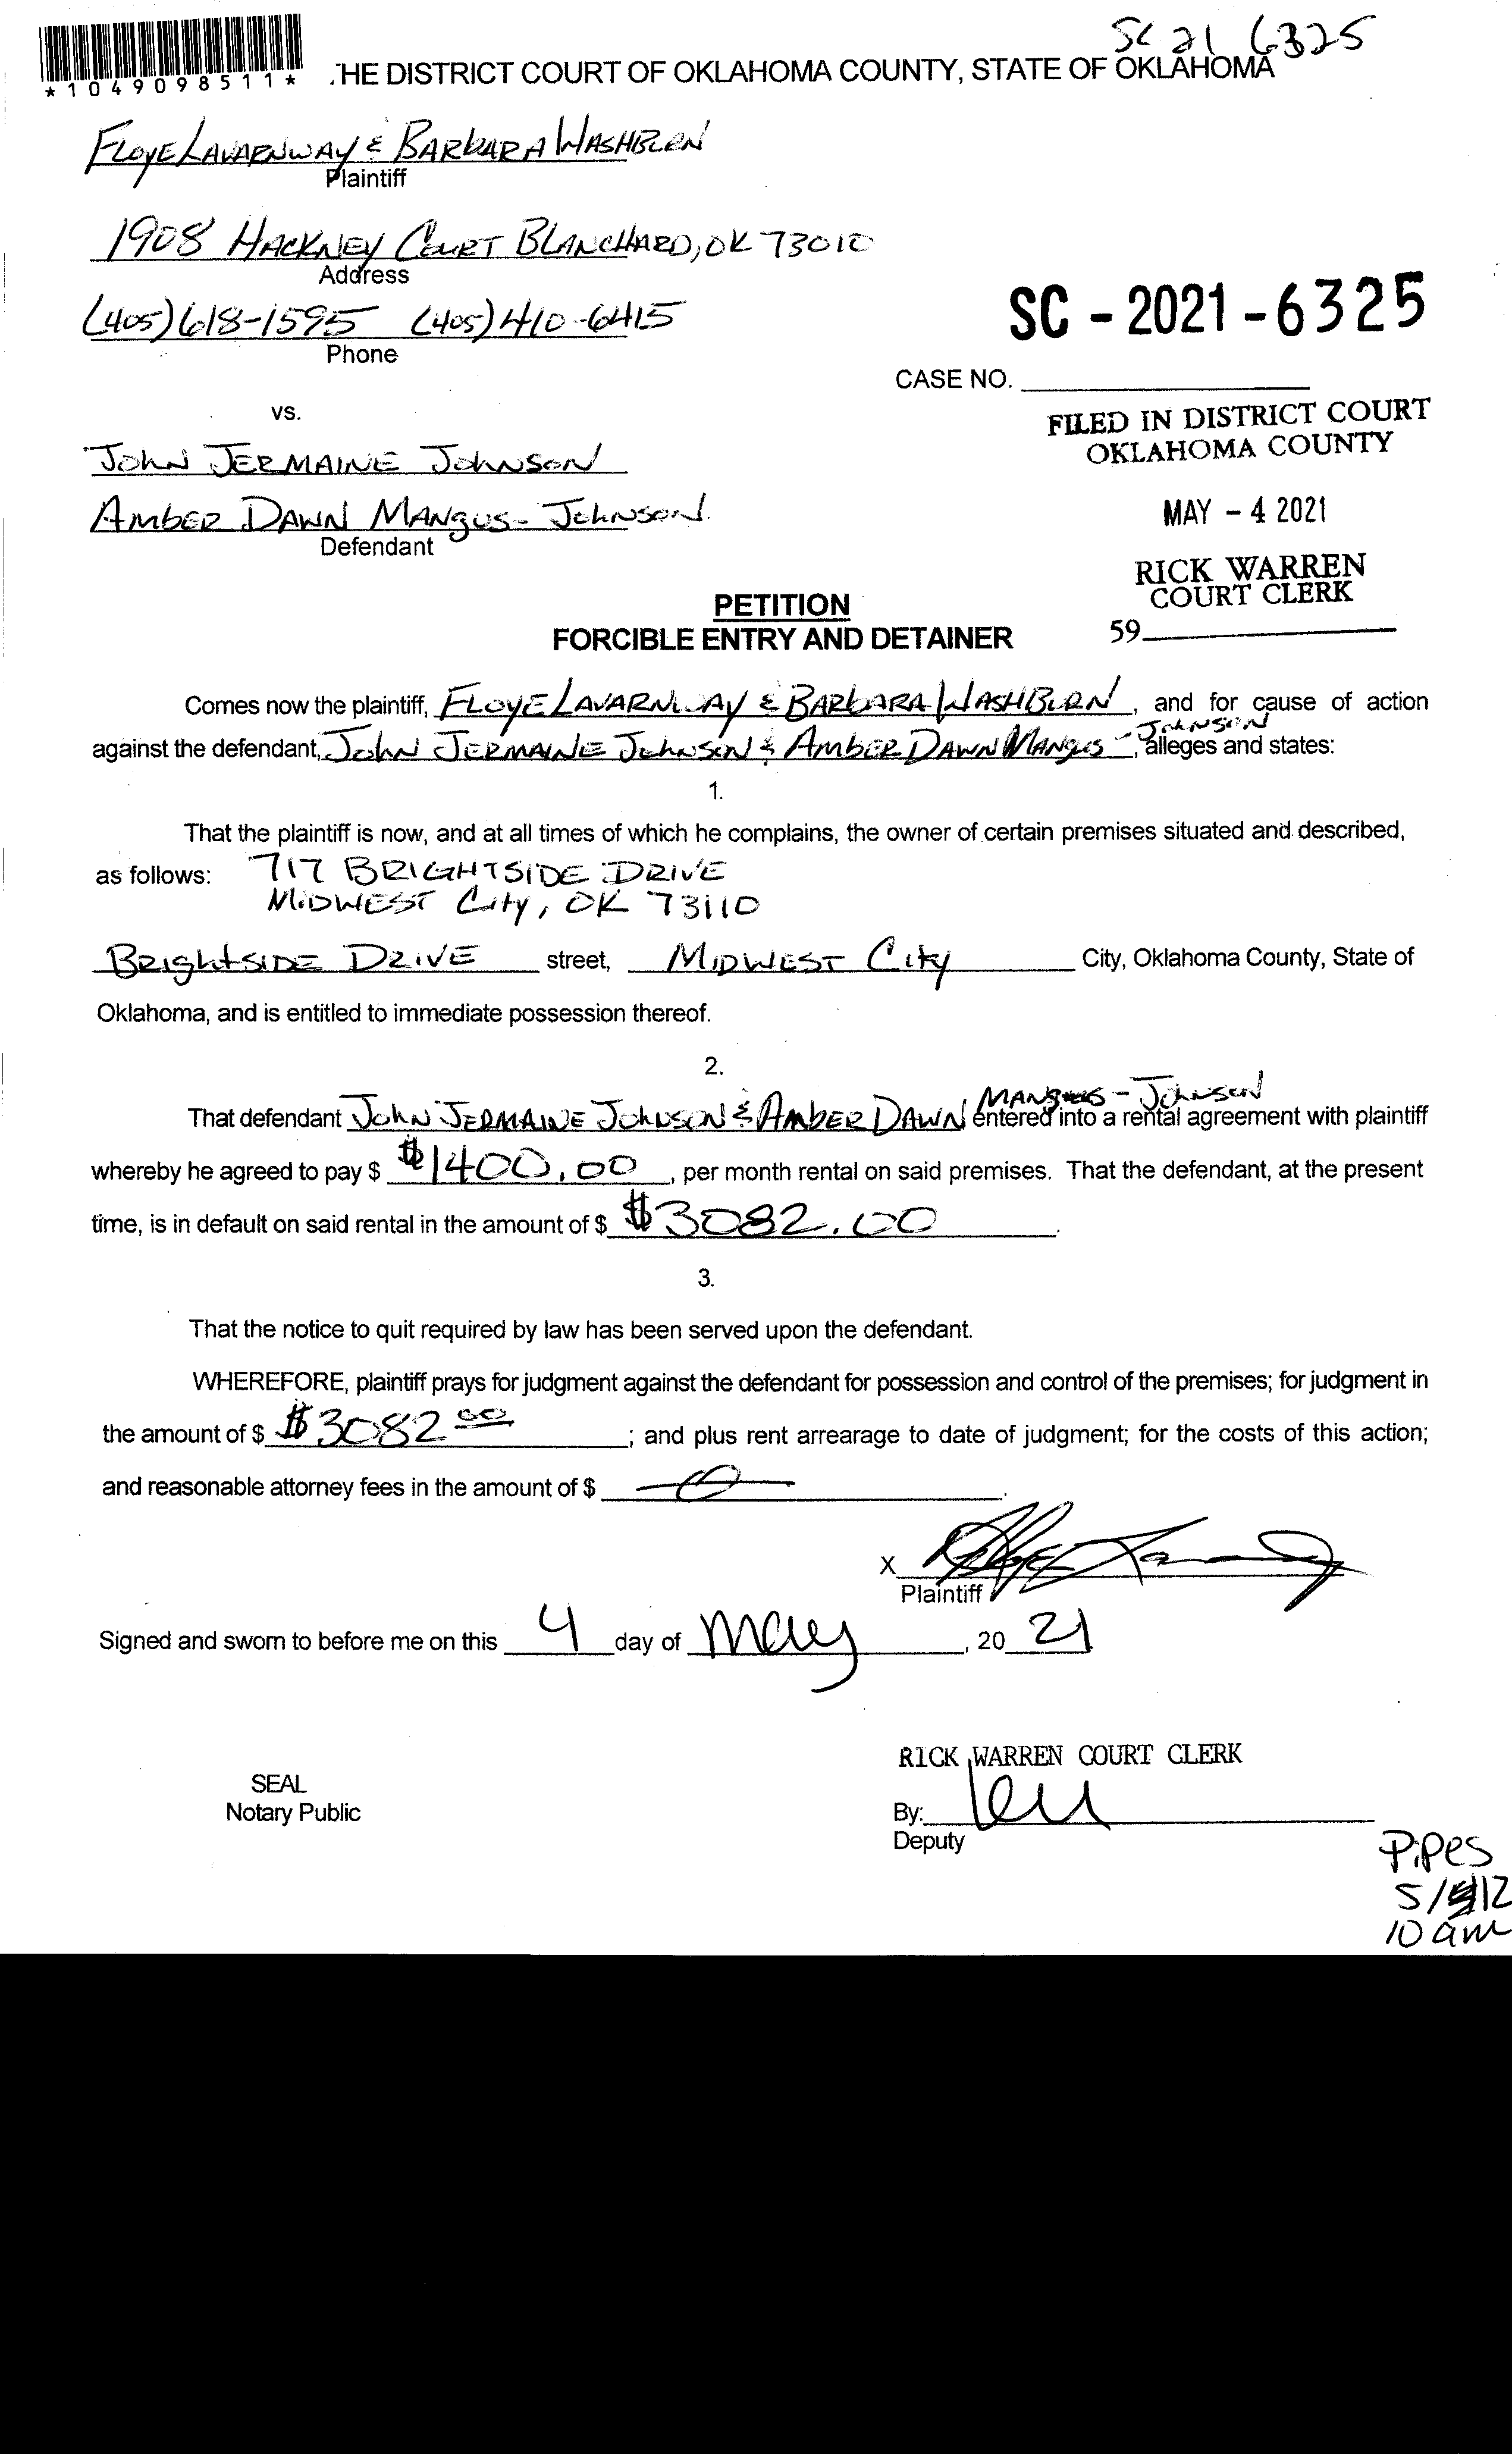 SC 21 6325
*1049098511*
THE DISTRICT COURT OF OKLAHOMA COUNTY, STATE OF OKLAHOMA
FLOYE LAVARNWAY & BARBARA WASHBURN
Plaintiff
1908 HACKNEY COURT BLANCHARD, OK 73010
Address
(405) 618-1595 (405) 410-6415
Phone
SC - 2021 - 6325
CASE NO.
vs.
FILED IN DISTRICT COURT
OKLAHOMA COUNTY
JOHN JERMAINE JOHNSON
AMBER DAWN MANGUS-JOHNSON
Defendant
MAY - 4 2021
RICK WARREN
COURT CLERK
59
PETITION
FORCIBLE ENTRY AND DETAINER
Comes now the plaintiff, FLOYE LAVARNWAY & BARBARA WASHBURN, and for cause of action
against the defendant, JOHN JERMAINE JOHNSON & AMBER DAWN MANGUS-JOHNSON, alleges and states:
1.
That the plaintiff is now, and at all times of which he complains, the owner of certain premises situated and described,
as follows: 717 BRIGHTSIDE DRIVE
MIDWEST City, OK 73110
BRIGHTSIDE DRIVE street, MIDWEST City City, Oklahoma County, State of
Oklahoma, and is entitled to immediate possession thereof.
2.
That defendant JOHN JERMAINE JOHNSON & AMBER DAWN MANGUS-JOHNSON entered into a rental agreement with plaintiff
whereby he agreed to pay $ $1400.00, per month rental on said premises. That the defendant, at the present
time, is in default on said rental in the amount of $ $3082.00.
3.
That the notice to quit required by law has been served upon the defendant.
WHEREFORE, plaintiff prays for judgment against the defendant for possession and control of the premises; for judgment in
the amount of $ $3082 00; and plus rent arrearage to date of judgment; for the costs of this action;
and reasonable attorney fees in the amount of $ 0.
X
Plaintiff
Signed and sworn to before me on this 4 day of May, 20 21
RICK WARREN COURT CLERK
SEAL
Notary Public
By:
Deputy
Pipes
5/12
10 am